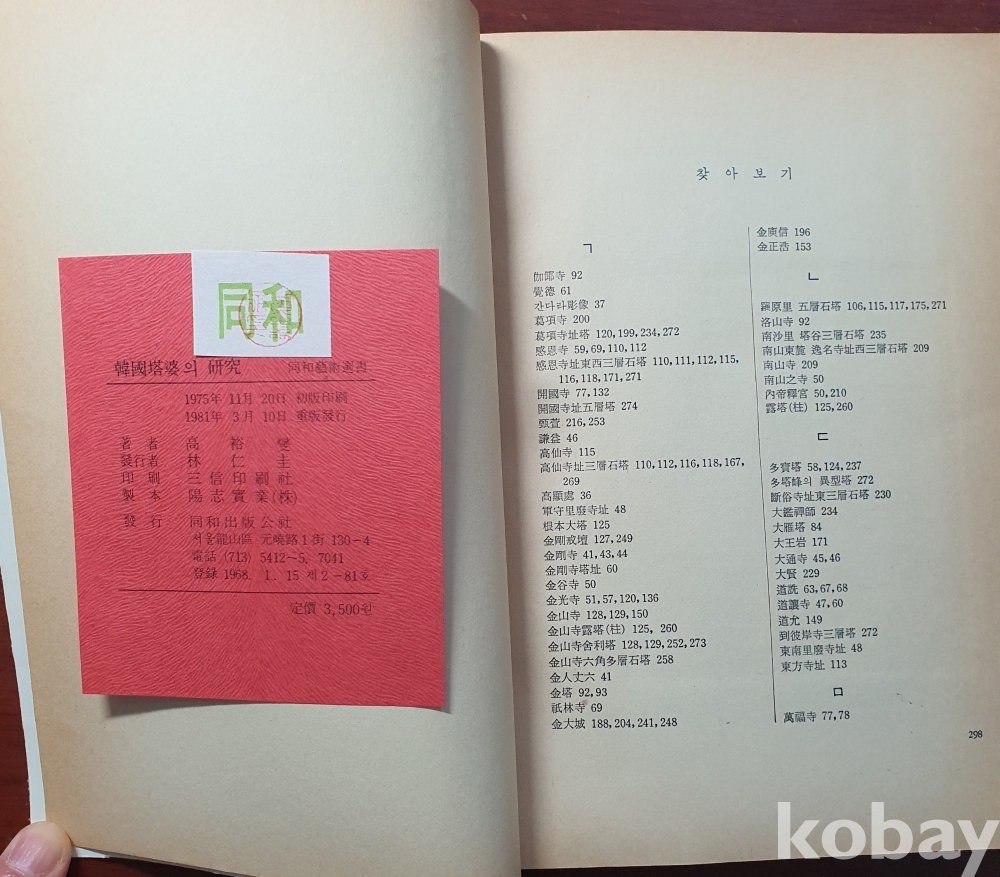 同和
韓國塔婆의 硏究 同和藝術選書
1975年 11月 20日 初版印刷
1981年 3月 10日 重版發行
著者 高裕燮
發行者 林仁圭
印刷 三信印刷社
製本 陽志實業(株)
發行 同和出版公社
서울龍山區 元曉路1街 130-4
電話 (713) 5412~5, 7041
登錄 1968. 1. 15 제2-81호
定價 3,500원
찾아보기
ㄱ
伽倻寺 92
覺德 61
간다라彫像 37
葛項寺 200
葛項寺址塔 120,199,234,272
感恩寺 59,69,110,112
感恩寺址東西三層石塔 110,111,112,115,
116,118,171,271
開國寺 77,132
開國寺址五層塔 274
甄萱 216,253
謙益 46
高仙寺 115
高仙寺址三層石塔 110,112,116,118,167,
269
高顯處 36
軍守里廢寺址 48
根本大塔 125
金剛戒壇 127,249
金剛寺 41,43,44
金剛寺塔址 60
金谷寺 50
金光寺 51,57,120,136
金山寺 128,129,150
金山寺露塔(柱) 125, 260
金山寺舍利塔 128,129,252,273
金山寺六角多層石塔 258
金人丈六 41
金塔 92,93
祇林寺 69
金大城 188,204,241,248
金庾信 196
金正浩 153
ㄴ
羅原里 五層石塔 106,115,117,175,271
洛山寺 92
南沙里 塔谷三層石塔 235
南山東麓 逸名寺址西三層石塔 209
南山寺 209
南山之寺 50
內帝釋宮 50,210
露塔(柱) 125,260
ㄷ
多寶塔 58,124,237
多塔峰의 異型塔 272
斷俗寺址東三層石塔 230
大鑑禪師 234
大雁塔 84
大王岩 171
大通寺 45,46
大賢 229
道詵 63,67,68
道讓寺 47,60
道允 149
到彼岸寺三層塔 272
東南里廢寺址 48
東方寺址 113
ㅁ
萬福寺 77,78
298
kobay